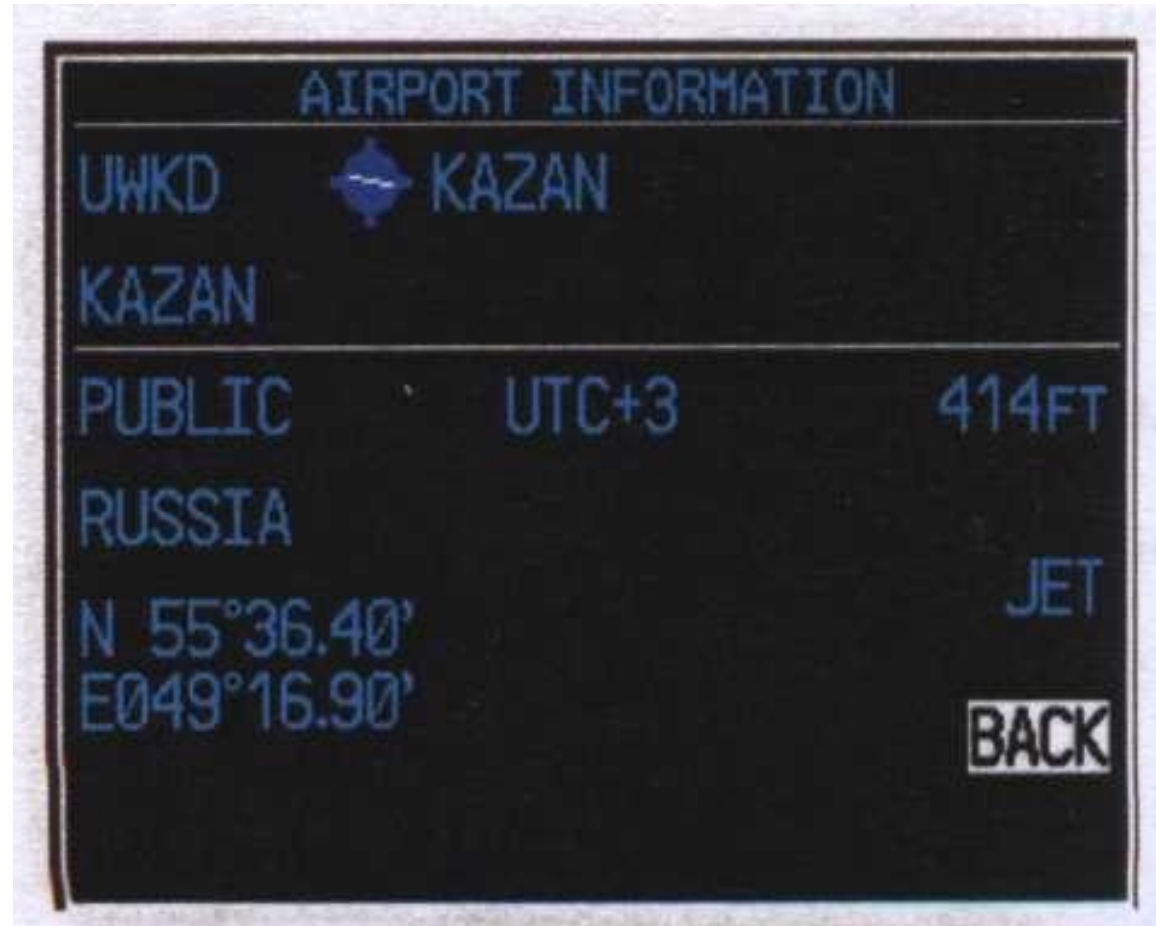 AIRPORT INFORMATION
UWKD KAZAN
KAZAN
PUBLIC UTC+3 414FT
RUSSIA
JET
N 55°36.40'
E049°16.90'
BACK